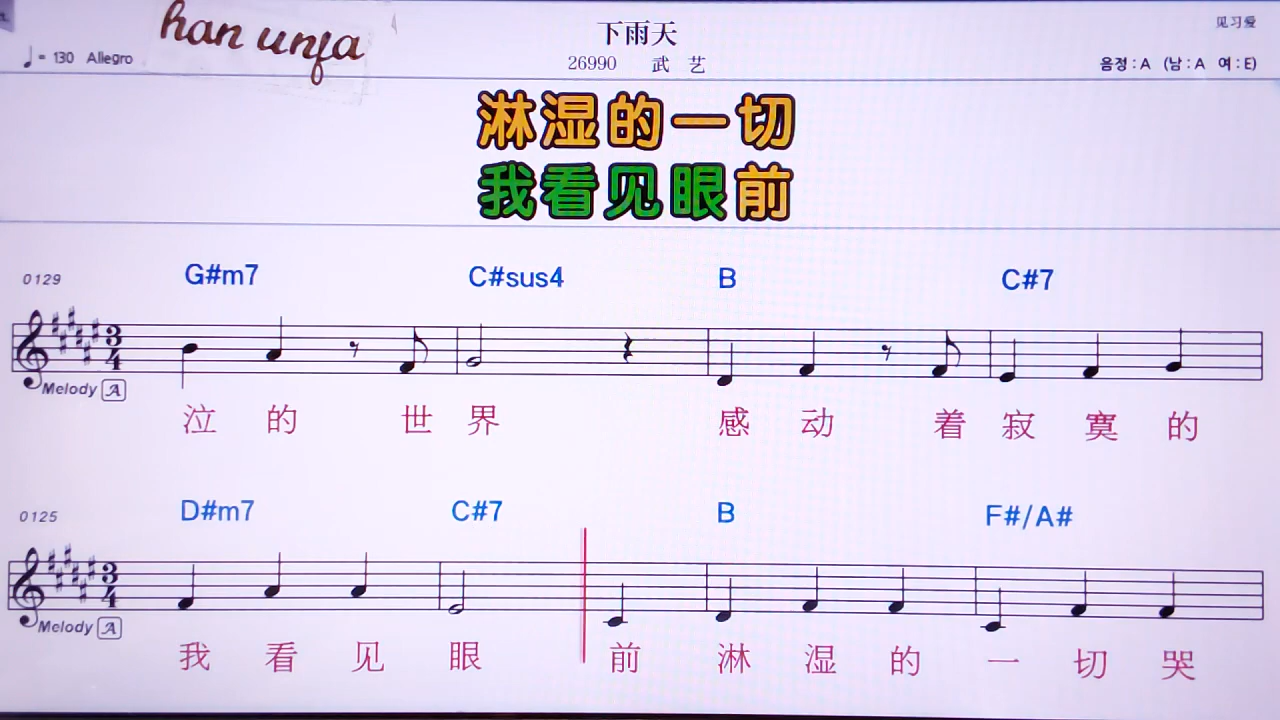 han unfa
下雨天
见习爱
♩= 130 Allegro
26990 武 艺
음정 : A (남 : A 여 : E)
淋湿的一切
我看见眼前
0129
G#m7 C#sus4 B C#7
3/4
Melody A
泣 的 世 界 感 动 着 寂 寞 的
0125
D#m7 C#7 B F#/A#
3/4
Melody A
我 看 见 眼 前 淋 湿 的 一 切 哭